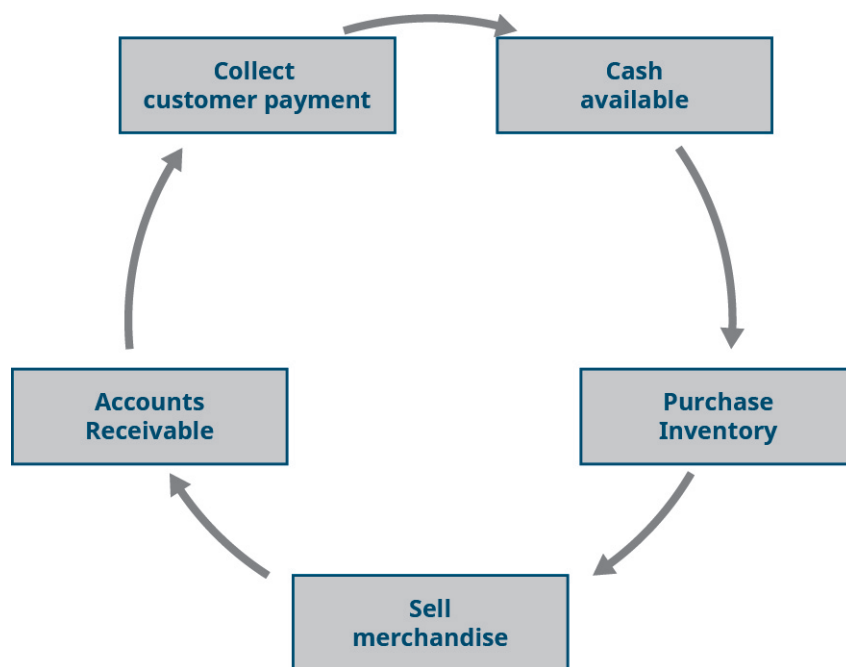 Collect
customer payment
Cash
available
Accounts
Receivable
Purchase
Inventory
Sell
merchandise